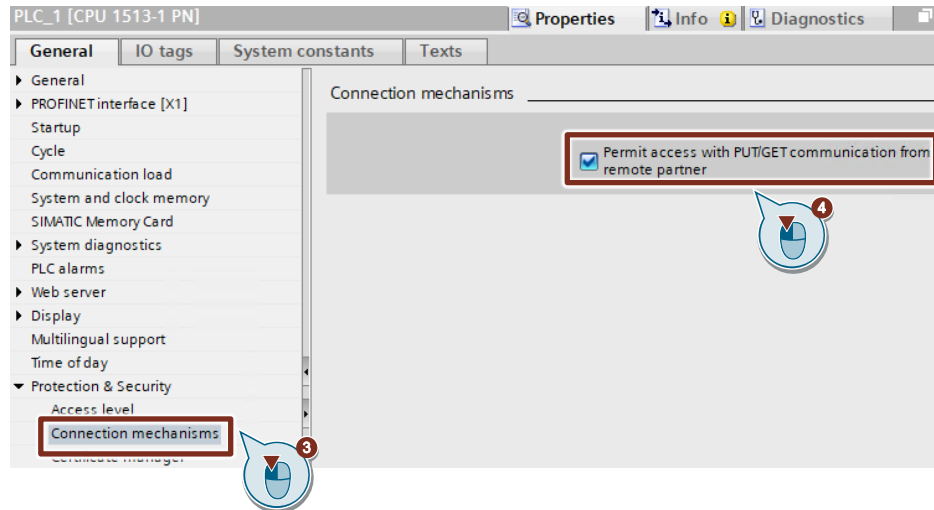 PLC_1 [CPU 1513-1 PN]
Properties
Info
Diagnostics
General
IO tags
System constants
Texts
General
PROFINET interface [X1]
Startup
Cycle
Communication load
System and clock memory
SIMATIC Memory Card
System diagnostics
PLC alarms
Web server
Display
Multilingual support
Time of day
Protection & Security
Access level
Connection mechanisms
Certificate manager
3
Connection mechanisms
Permit access with PUT/GET communication from
remote partner
4